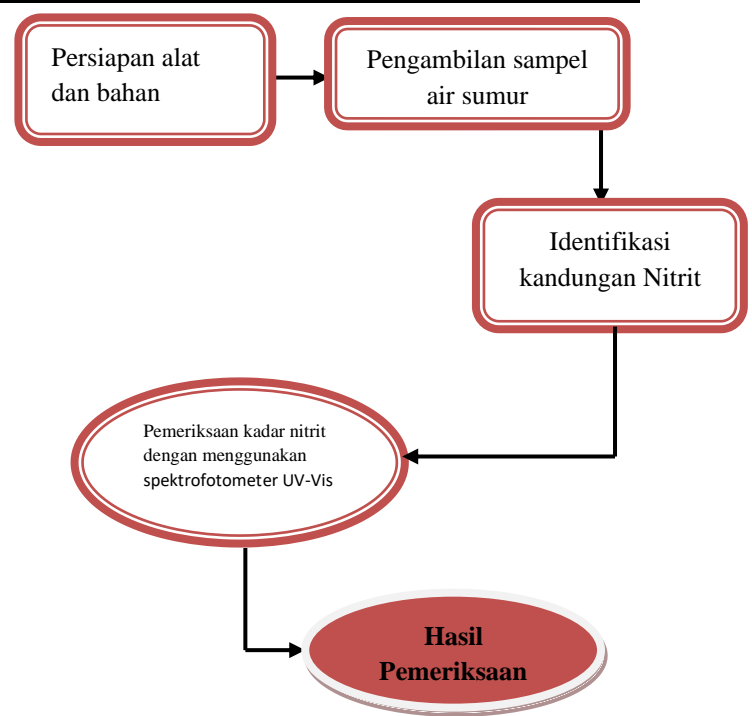 Persiapan alat
dan bahan
Pengambilan sampel
air sumur
Identifikasi
kandungan Nitrit
Pemeriksaan kadar nitrit
dengan menggunakan
spektrofotometer UV-Vis
Hasil
Pemeriksaan